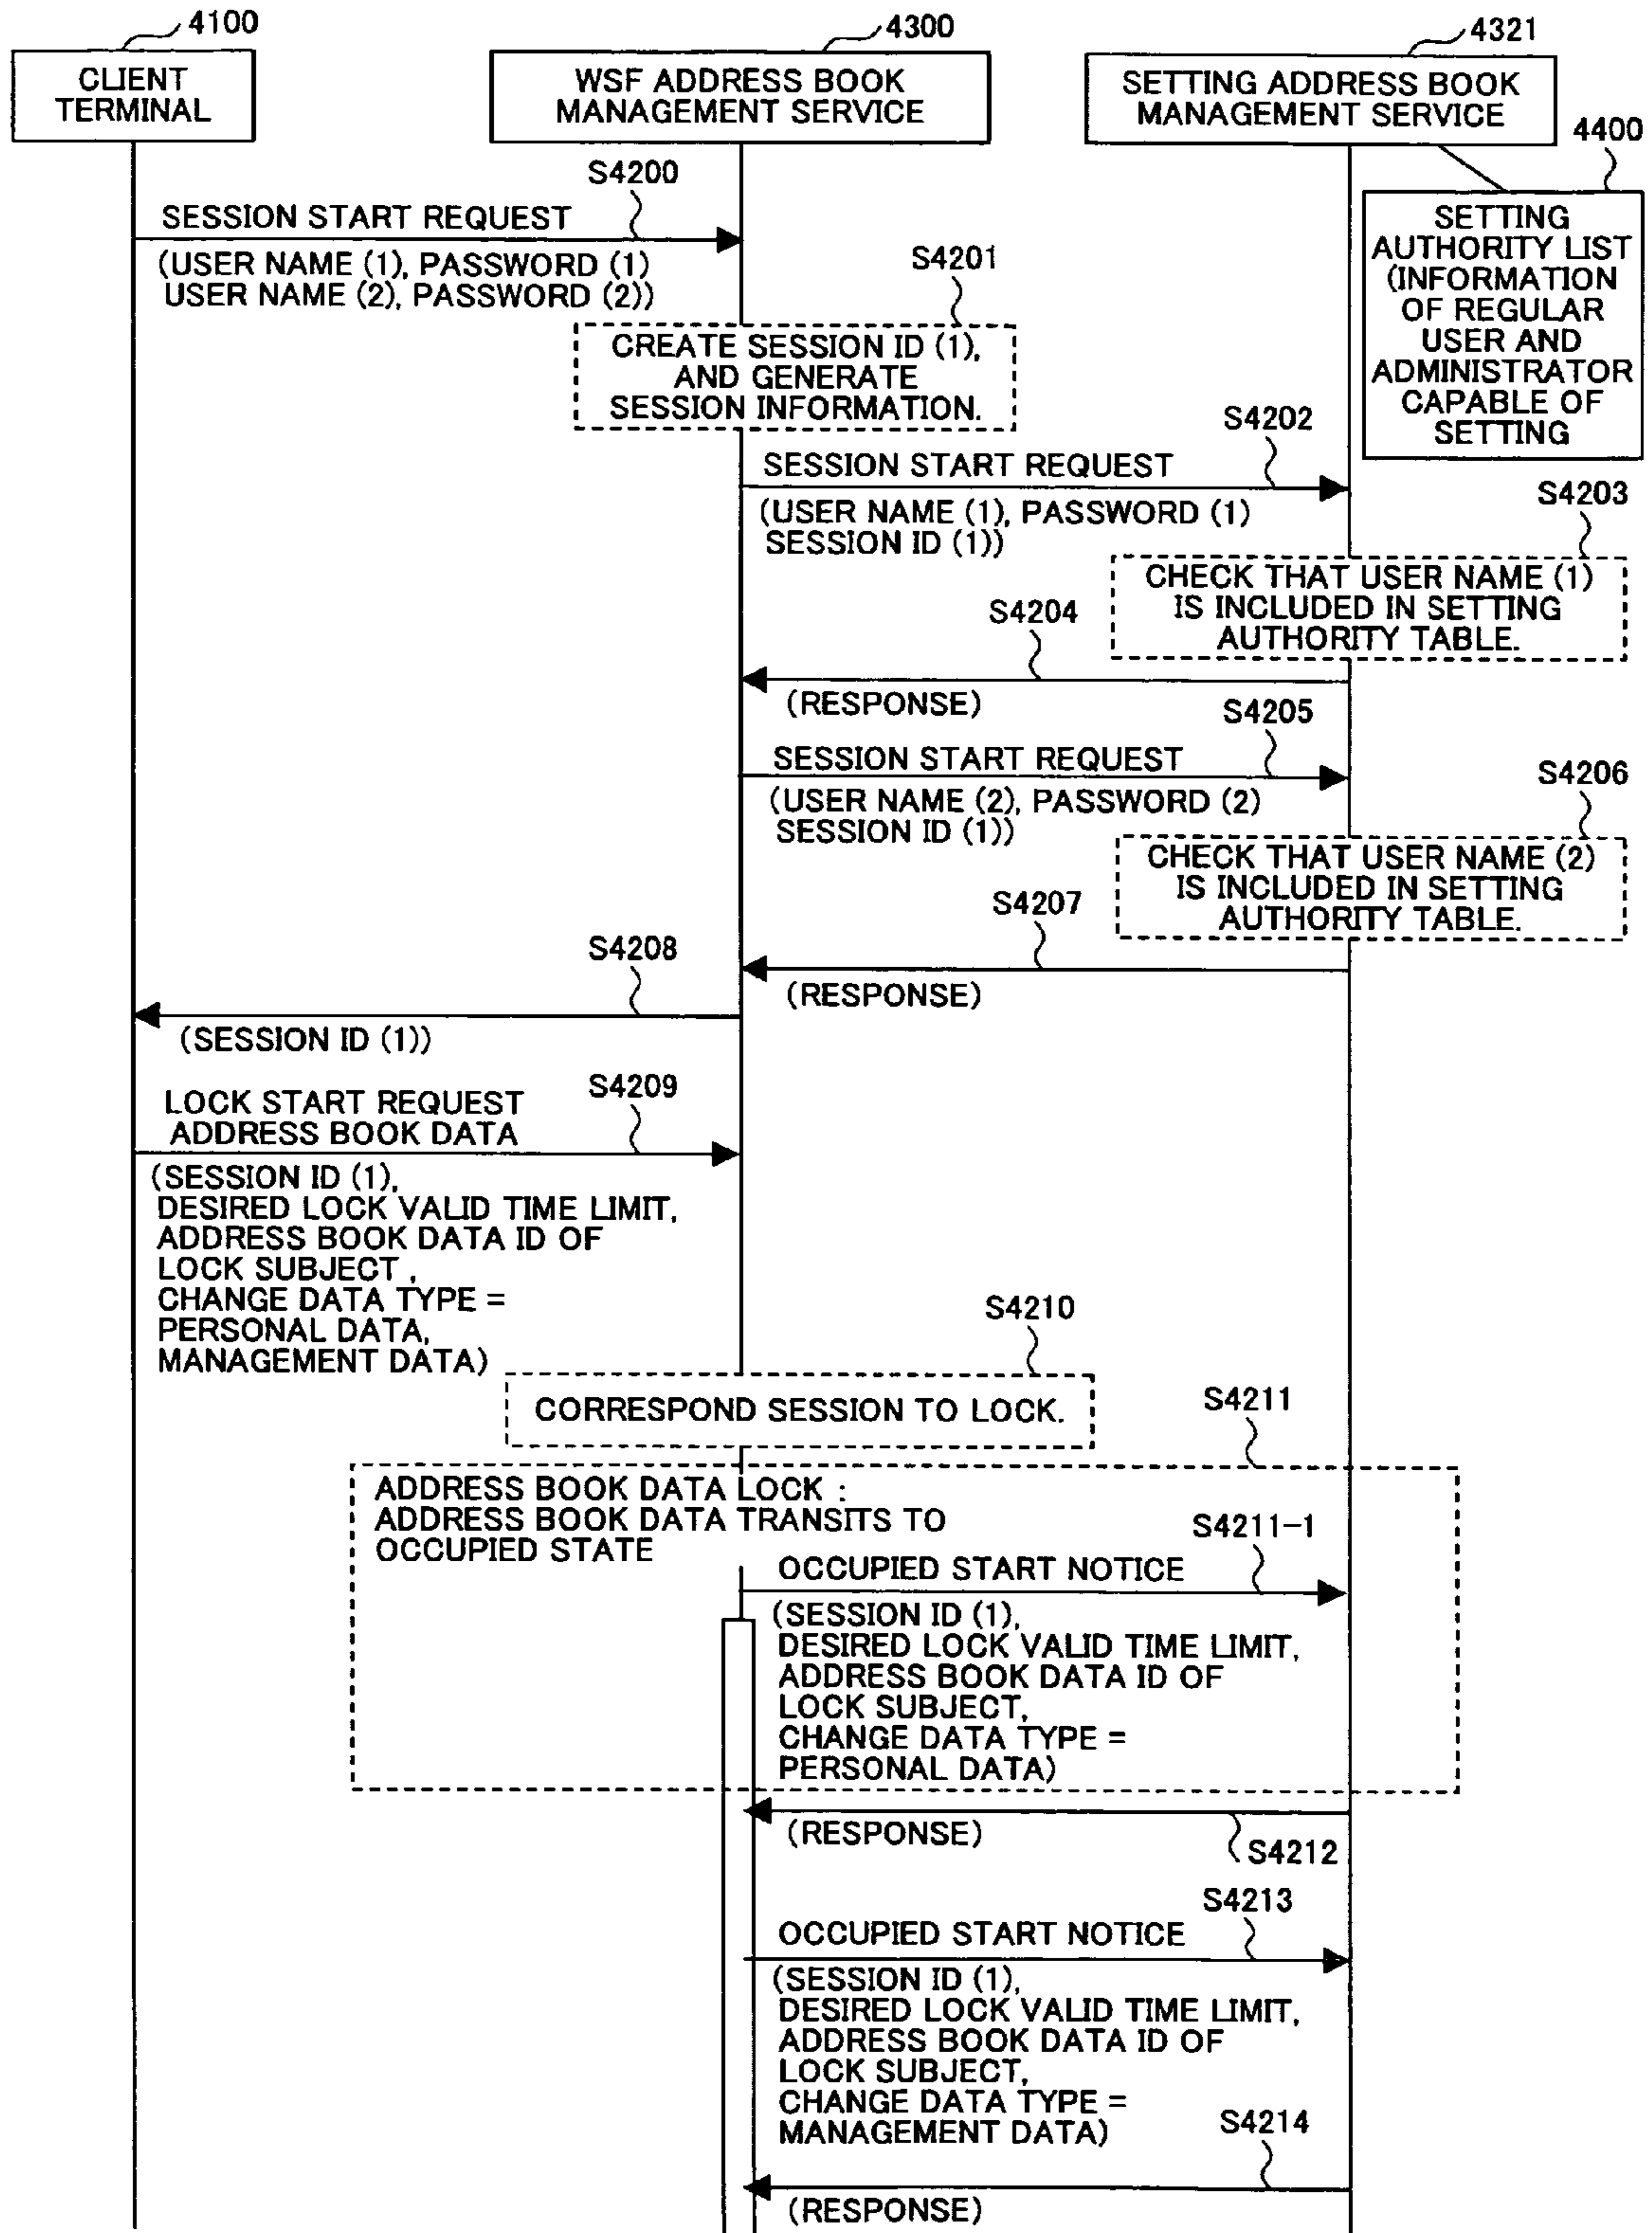 4100
4300
4321
CLIENT
TERMINAL
WSF ADDRESS BOOK
MANAGEMENT SERVICE
SETTING ADDRESS BOOK
MANAGEMENT SERVICE
4400
SETTING
AUTHORITY LIST
(INFORMATION
OF REGULAR
USER AND
ADMINISTRATOR
CAPABLE OF
SETTING
S4200
SESSION START REQUEST
(USER NAME (1), PASSWORD (1)
USER NAME (2), PASSWORD (2))
S4201
CREATE SESSION ID (1),
AND GENERATE
SESSION INFORMATION.
S4202
SESSION START REQUEST
(USER NAME (1), PASSWORD (1)
SESSION ID (1))
S4203
CHECK THAT USER NAME (1)
IS INCLUDED IN SETTING
AUTHORITY TABLE.
S4204
(RESPONSE)
S4205
SESSION START REQUEST
(USER NAME (2), PASSWORD (2)
SESSION ID (1))
S4206
CHECK THAT USER NAME (2)
IS INCLUDED IN SETTING
AUTHORITY TABLE.
S4207
(RESPONSE)
S4208
(SESSION ID (1))
S4209
LOCK START REQUEST
ADDRESS BOOK DATA
(SESSION ID (1),
DESIRED LOCK VALID TIME LIMIT,
ADDRESS BOOK DATA ID OF
LOCK SUBJECT ,
CHANGE DATA TYPE =
PERSONAL DATA,
MANAGEMENT DATA)
S4210
CORRESPOND SESSION TO LOCK.
S4211
ADDRESS BOOK DATA LOCK :
ADDRESS BOOK DATA TRANSITS TO
OCCUPIED STATE
S4211-1
OCCUPIED START NOTICE
(SESSION ID (1),
DESIRED LOCK VALID TIME LIMIT,
ADDRESS BOOK DATA ID OF
LOCK SUBJECT,
CHANGE DATA TYPE =
PERSONAL DATA)
(RESPONSE)
S4212
S4213
OCCUPIED START NOTICE
(SESSION ID (1),
DESIRED LOCK VALID TIME LIMIT,
ADDRESS BOOK DATA ID OF
LOCK SUBJECT,
CHANGE DATA TYPE =
MANAGEMENT DATA)
S4214
(RESPONSE)